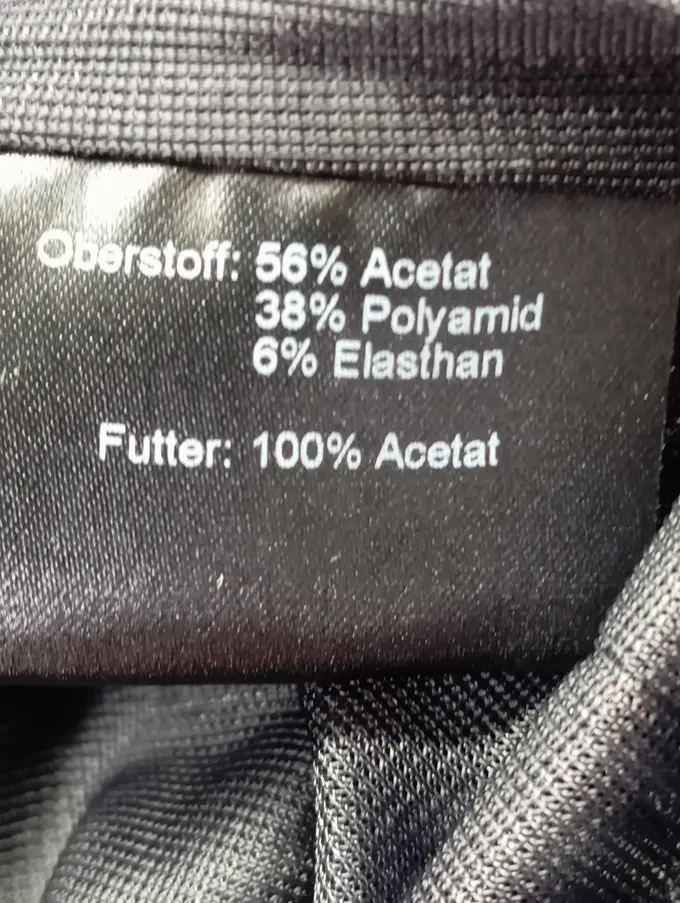 Oberstoff: 56% Acetat
38% Polyamid
6% Elasthan
Futter: 100% Acetat